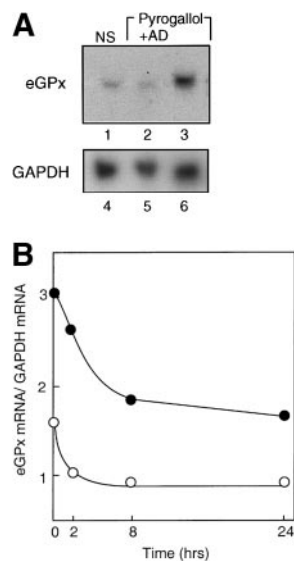 A
Pyrogallol
NS +AD
eGPx
1 2 3
GAPDH
4 5 6
B
eGPx mRNA/ GAPDH mRNA
3
2
1
0 2 8 24
Time (hrs)